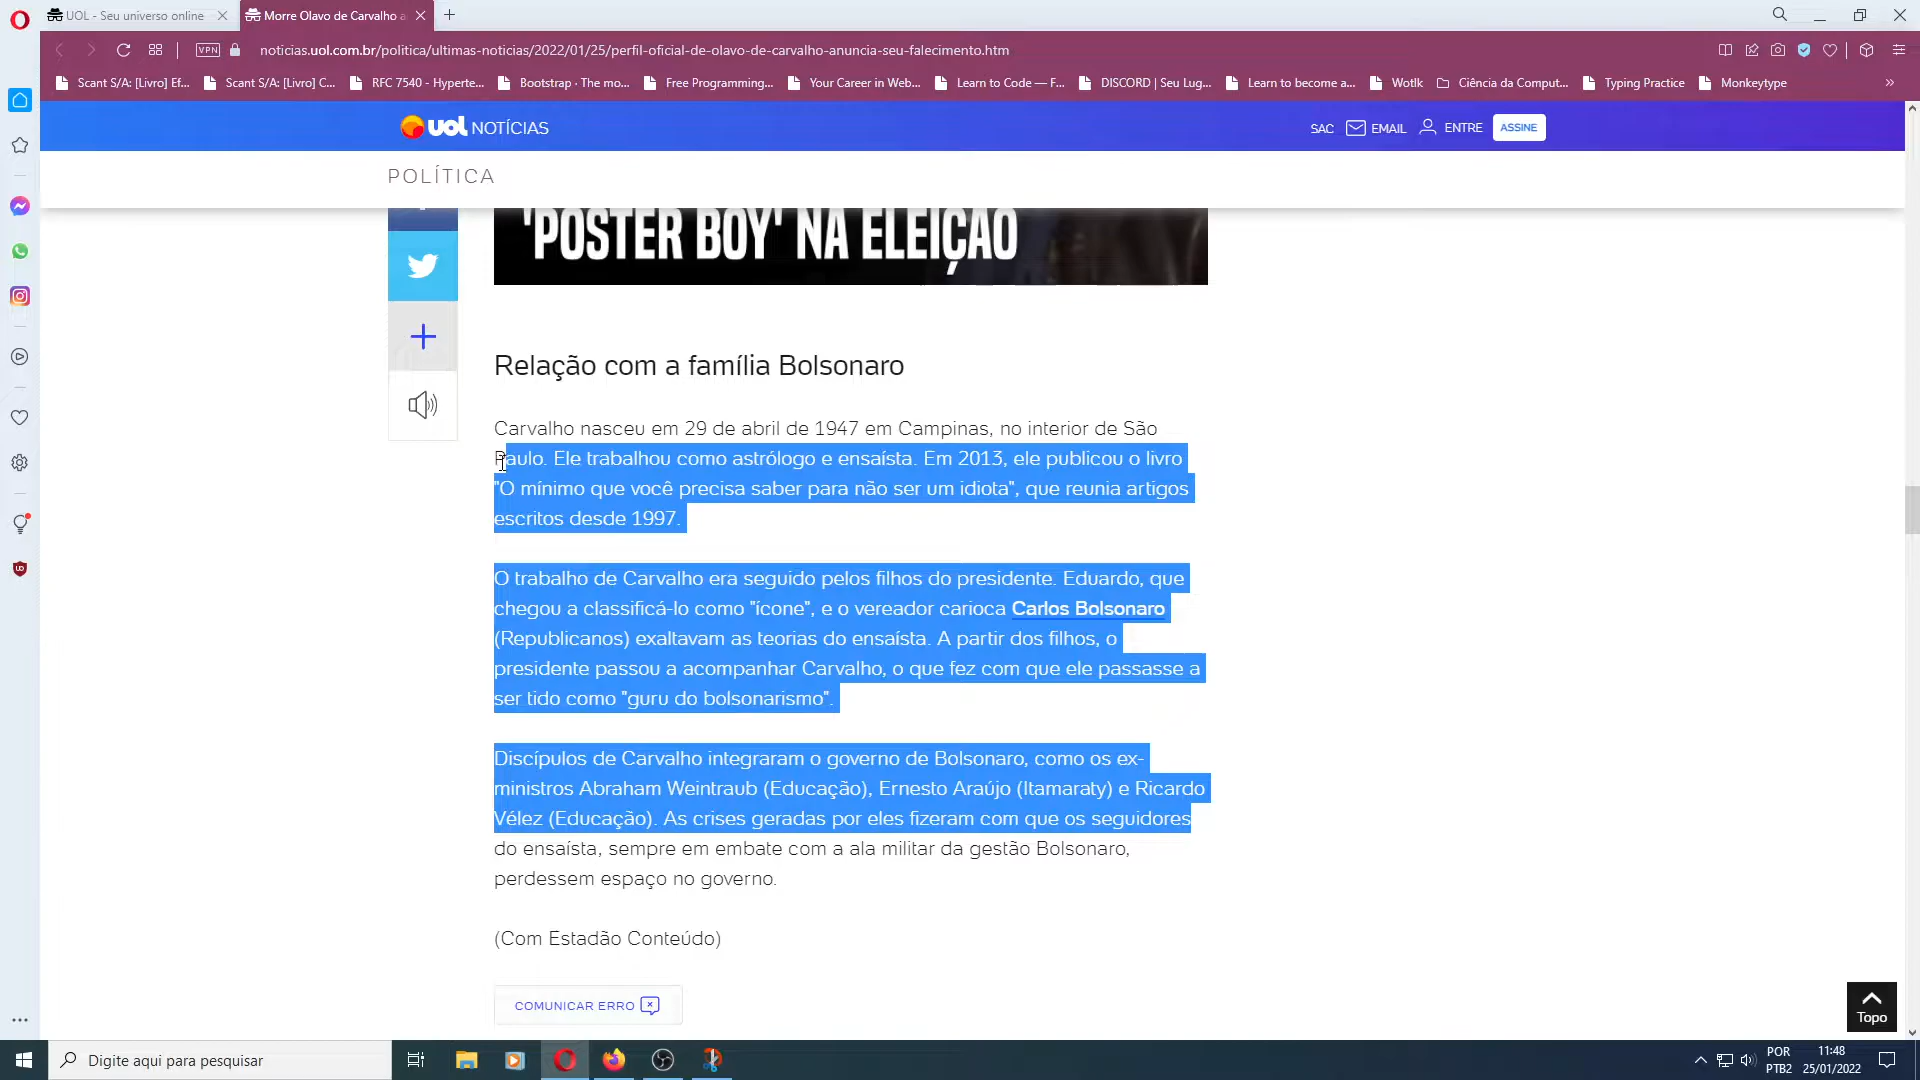 UOL - Seu universo online
Morre Olavo de Carvalho a
VPN
noticias.uol.com.br/politica/ultimas-noticias/2022/01/25/perfil-oficial-de-olavo-de-carvalho-anuncia-seu-falecimento.htm
Scant S/A: [Livro] Ef...
Scant S/A: [Livro] C...
RFC 7540 - Hyperte...
Bootstrap · The mo...
Free Programming...
Your Career in Web...
Learn to Code — F...
DISCORD | Seu Lug...
Learn to become a...
Wotlk
Ciência da Comput...
Typing Practice
Monkeytype
uol NOTÍCIAS
SAC
EMAIL
ENTRE
ASSINE
POLÍTICA
'POSTER BOY' NA ELEIÇÃO
Relação com a família Bolsonaro
Carvalho nasceu em 29 de abril de 1947 em Campinas, no interior de São
Paulo. Ele trabalhou como astrólogo e ensaísta. Em 2013, ele publicou o livro
"O mínimo que você precisa saber para não ser um idiota", que reunia artigos
escritos desde 1997.
O trabalho de Carvalho era seguido pelos filhos do presidente. Eduardo, que
chegou a classificá-lo como "ícone", e o vereador carioca Carlos Bolsonaro
(Republicanos) exaltavam as teorias do ensaísta. A partir dos filhos, o
presidente passou a acompanhar Carvalho, o que fez com que ele passasse a
ser tido como "guru do bolsonarismo".
Discípulos de Carvalho integraram o governo de Bolsonaro, como os ex-
ministros Abraham Weintraub (Educação), Ernesto Araújo (Itamaraty) e Ricardo
Vélez (Educação). As crises geradas por eles fizeram com que os seguidores
do ensaísta, sempre em embate com a ala militar da gestão Bolsonaro,
perdessem espaço no governo.
(Com Estadão Conteúdo)
COMUNICAR ERRO
Topo
Digite aqui para pesquisar
POR
PTB2
11:48
25/01/2022